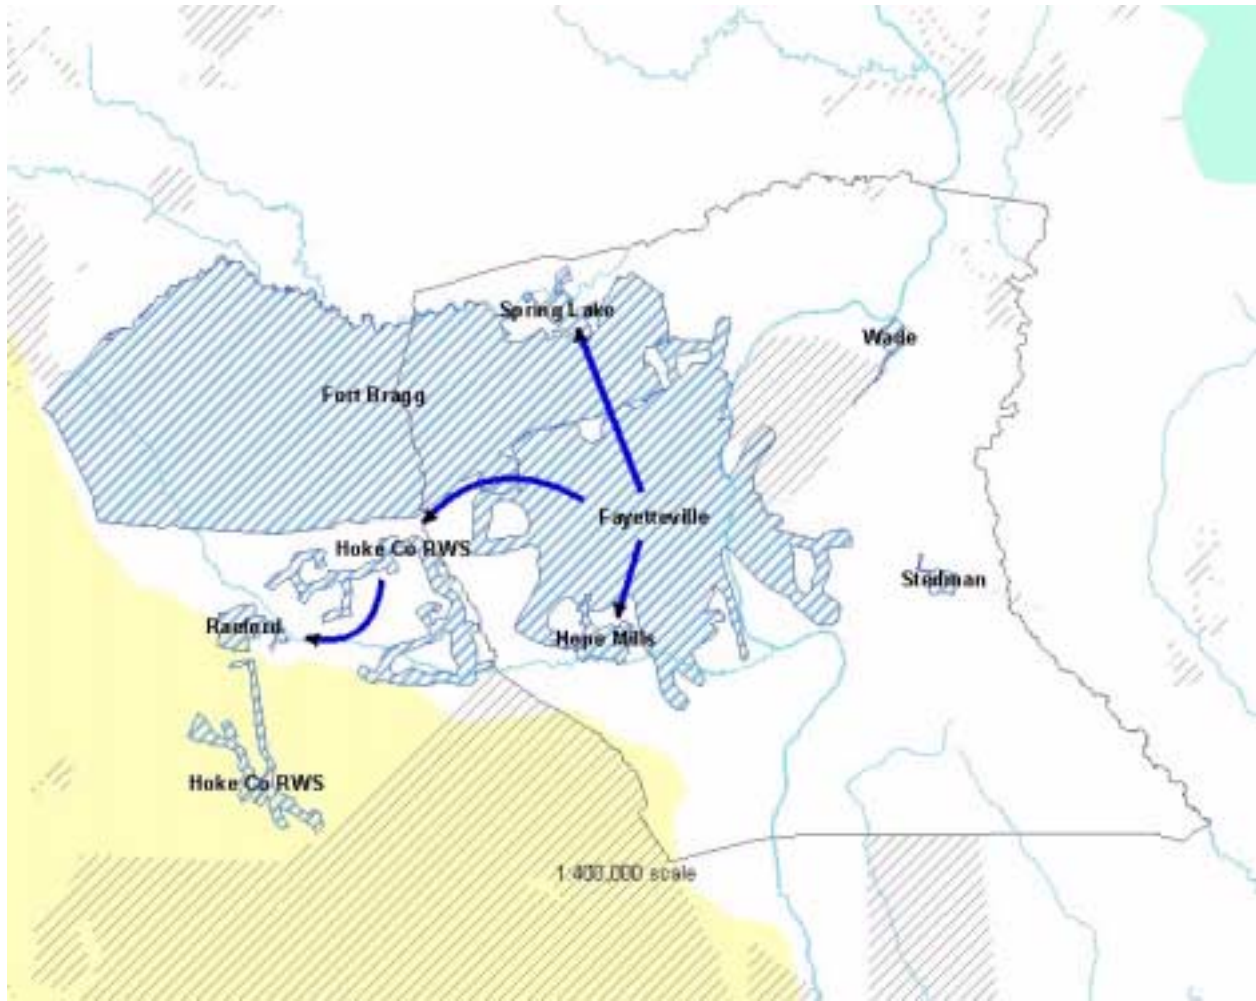 Spring Lake
Wade
Fort Bragg
Fayetteville
Hoke Co RWS
Stedman
Raeford
Hope Mills
Hoke Co RWS
1:400,000 scale